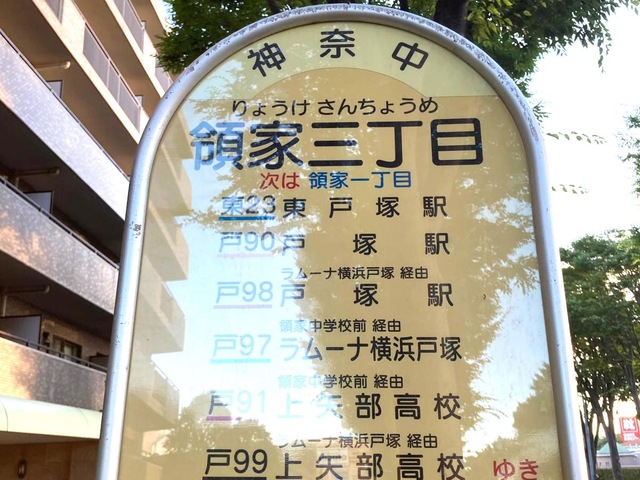 神奈中
りょうけ さんちょうめ
領家三丁目
次は 領家一丁目
東23 東戸塚駅
戸90 戸塚駅
ラムーナ横浜戸塚 経由
戸98 戸塚駅
領家中学校前 経由
戸97 ラムーナ横浜戸塚
領家中学校前 経由
戸91 上矢部高校
ラムーナ横浜戸塚 経由
戸99 上矢部高校 ゆき